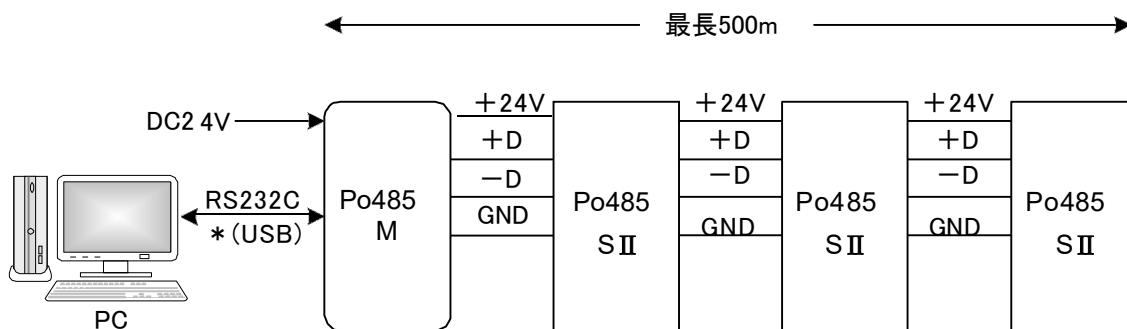 最長500m
DC2 4V
RS232C
*(USB)
PC
Po485
M
+24V
+D
-D
GND
Po485
SⅡ
+24V
+D
-D
GND
Po485
SⅡ
+24V
+D
-D
GND
Po485
SⅡ